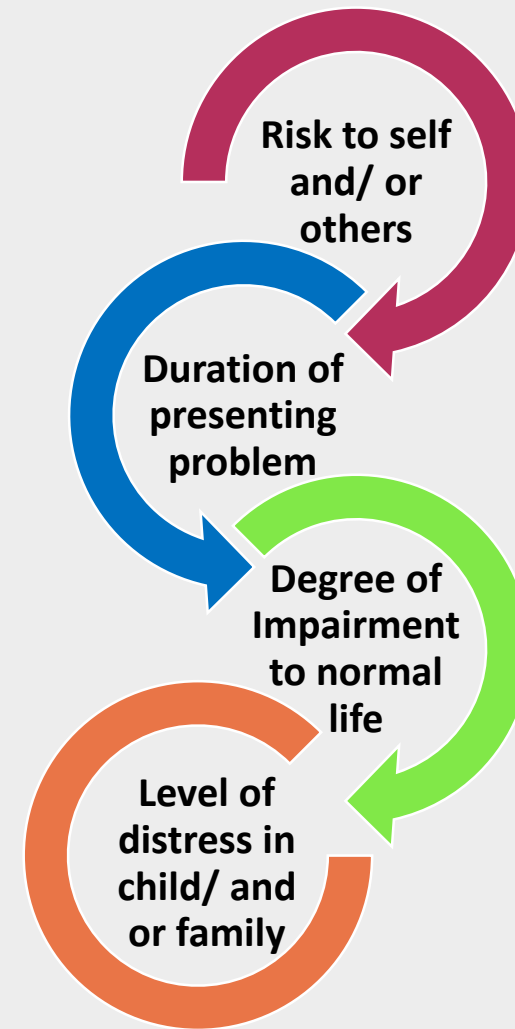 Risk to self
and/ or
others
Duration of
presenting
problem
Degree of
Impairment
to normal
life
Level of
distress in
child/ and
or family